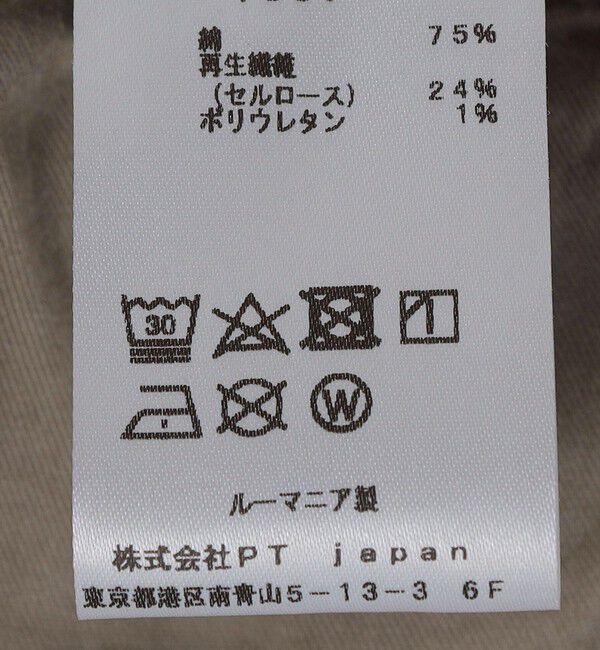 綿 75%
再生繊維
(セルロース) 24%
ポリウレタン 1%
30
W
ルーマニア製
株式会社PT japan
東京都港区南青山5-13-3 6F